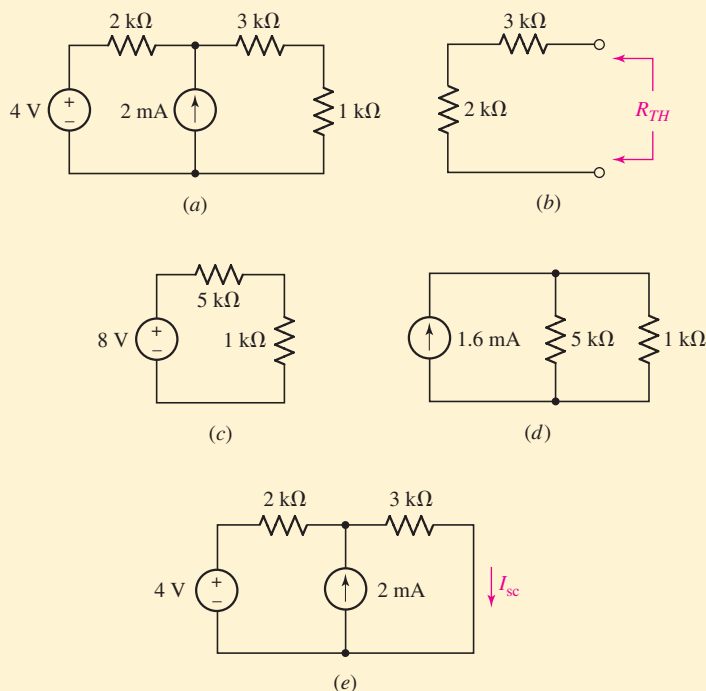 2 kΩ 3 kΩ
4 V + − 2 mA 1 kΩ
(a)
3 kΩ
2 kΩ R_TH
(b)
5 kΩ
8 V + − 1 kΩ
(c)
1.6 mA 5 kΩ 1 kΩ
(d)
2 kΩ 3 kΩ
4 V + − 2 mA I_sc
(e)